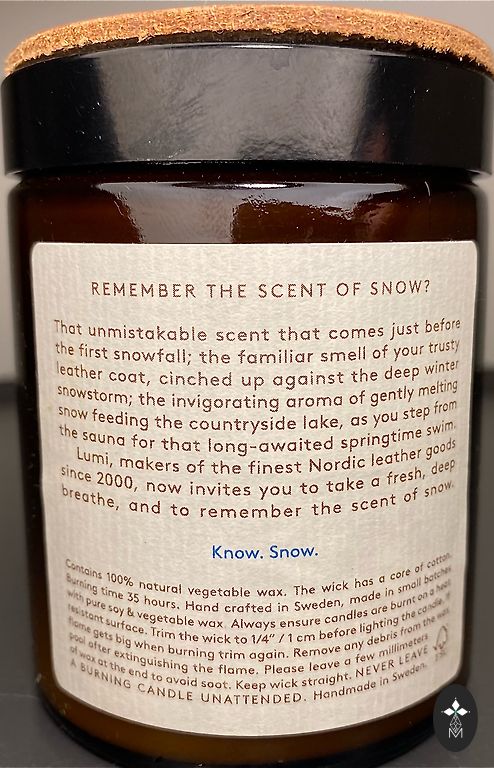 REMEMBER THE SCENT OF SNOW?
That unmistakable scent that comes just before
the first snowfall; the familiar smell of your trusty
leather coat, cinched up against the deep winter
snowstorm; the invigorating aroma of gently melting
snow feeding the countryside lake, as you step from
the sauna for that long-awaited springtime swim.
Lumi, makers of the finest Nordic leather goods
since 2000, now invites you to take a fresh, deep
breathe, and to remember the scent of snow.
Know. Snow.
Contains 100% natural vegetable wax. The wick has a core of cotton.
Burning time 35 hours. Hand crafted in Sweden, made in small batches
with pure soy & vegetable wax. Always ensure candles are burnt on a heat
resistant surface. Trim the wick to 1/4” / 1 cm before lighting the candle, if
flame gets big when burning trim again. Remove any debris from the wax
pool after extinguishing the flame. Please leave a few millimeters
of wax at the end to avoid soot. Keep wick straight. NEVER LEAVE
A BURNING CANDLE UNATTENDED. Handmade in Sweden.
M